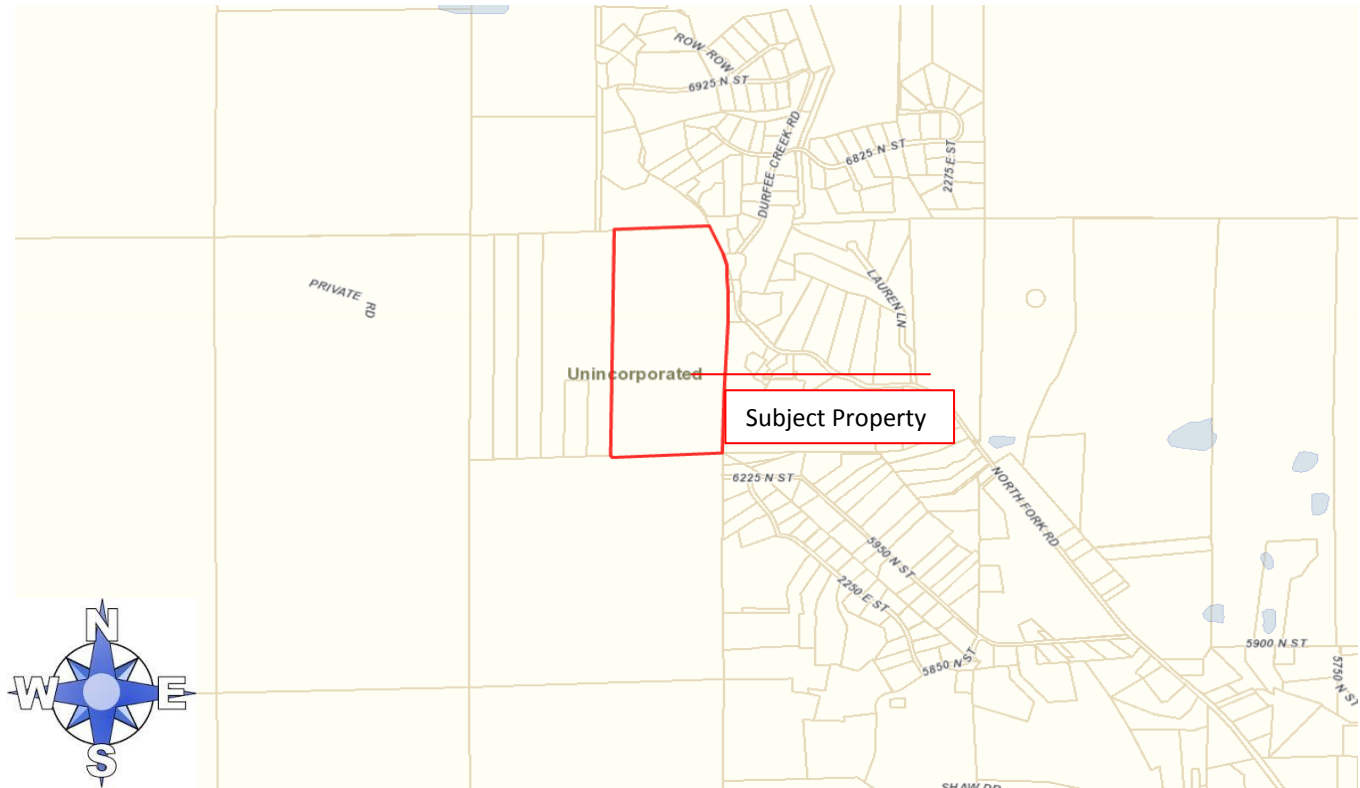 ROW ROW
6925 N ST
DURFEE CREEK RD
6825 N ST
2275 E ST
PRIVATE RD
LAUREN LN
Unincorporated
Subject Property
6225 N ST
NORTH FORK RD
5950 N ST
2250 E ST
5850 N ST
5900 N ST
5750 N ST
SHAW DR
N
W E
S